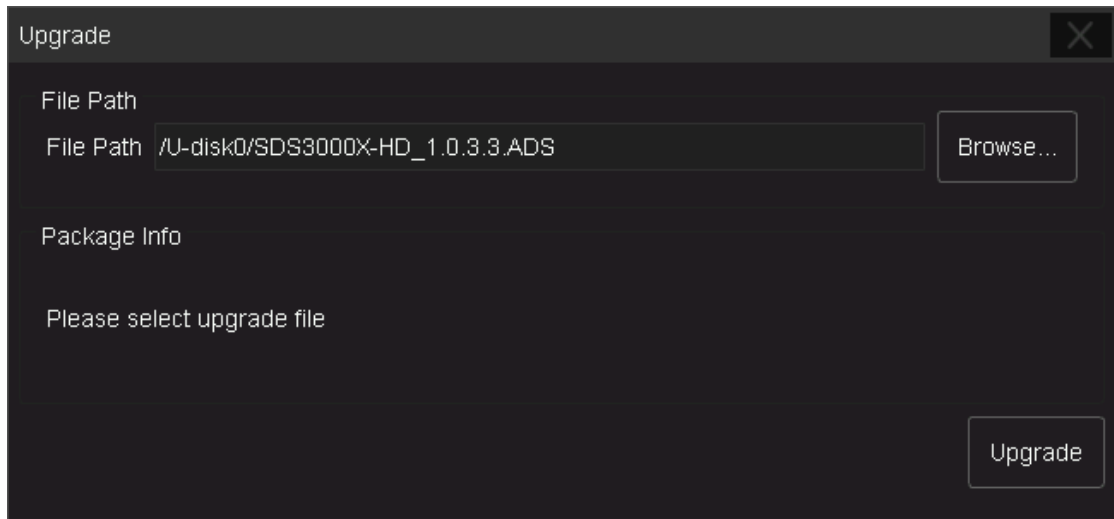 Upgrade
File Path
File Path /U-disk0/SDS3000X-HD_1.0.3.3.ADS Browse...
Package Info
Please select upgrade file
Upgrade